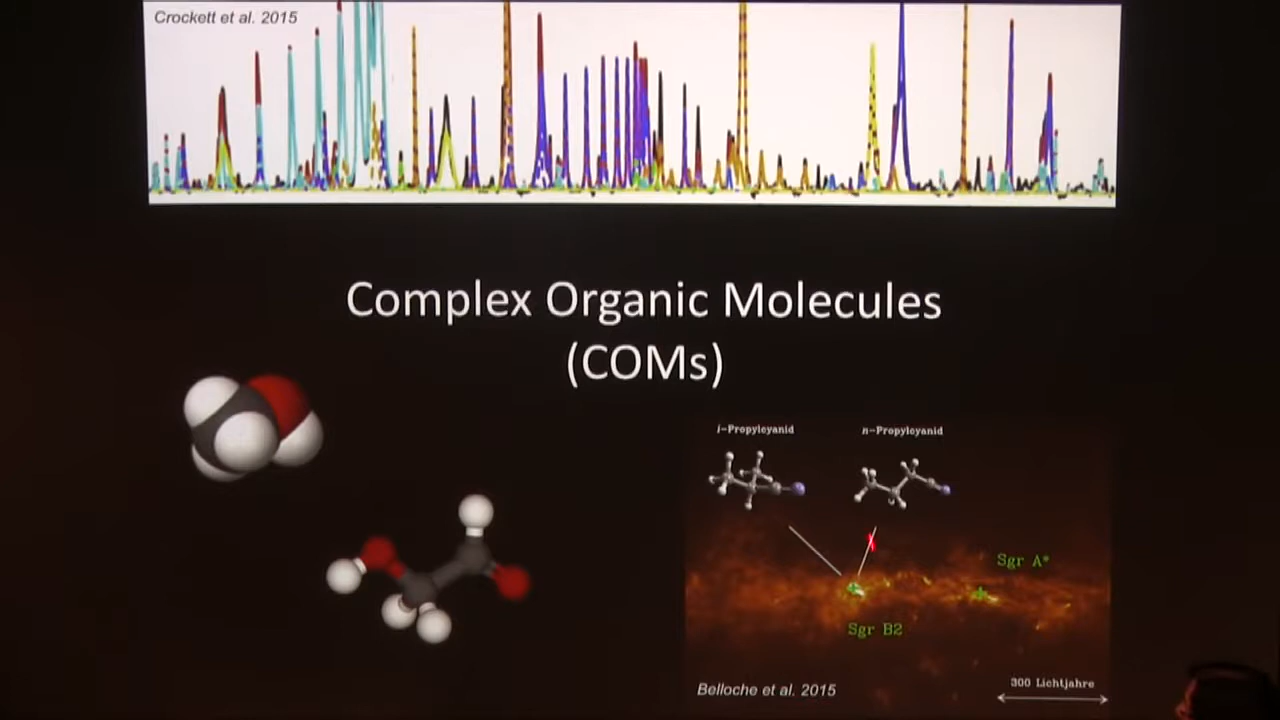 Crockett et al. 2015
Complex Organic Molecules
(COMs)
i-Propylcyanid
n-Propylcyanid
Sgr A*
Sgr B2
Belloche et al. 2015
300 Lichtjahre